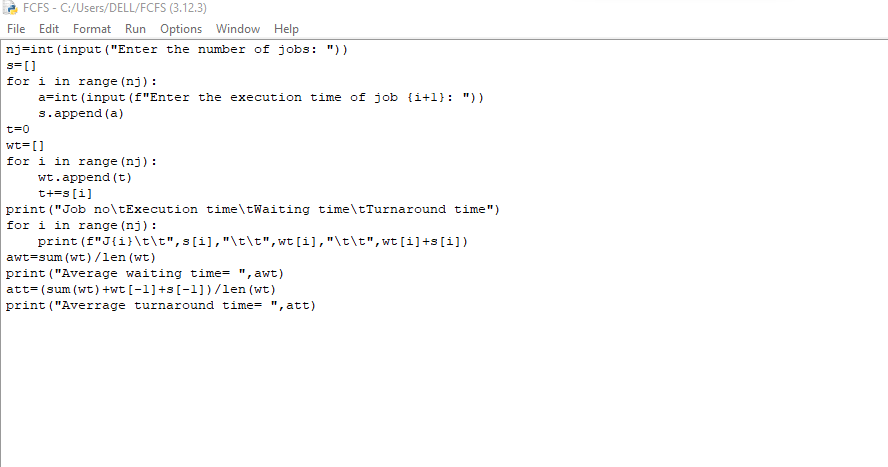 FCFS - C:/Users/DELL/FCFS (3.12.3)
File Edit Format Run Options Window Help
nj=int(input("Enter the number of jobs: "))
s=[]
for i in range(nj):
    a=int(input(f"Enter the execution time of job {i+1}: "))
    s.append(a)
t=0
wt=[]
for i in range(nj):
    wt.append(t)
    t+=s[i]
print("Job no\tExecution time\tWaiting time\tTurnaround time")
for i in range(nj):
    print(f"J{i}\t\t",s[i],"\t\t",wt[i],"\t\t",wt[i]+s[i])
awt=sum(wt)/len(wt)
print("Average waiting time= ",awt)
att=(sum(wt)+wt[-1]+s[-1])/len(wt)
print("Averrage turnaround time= ",att)